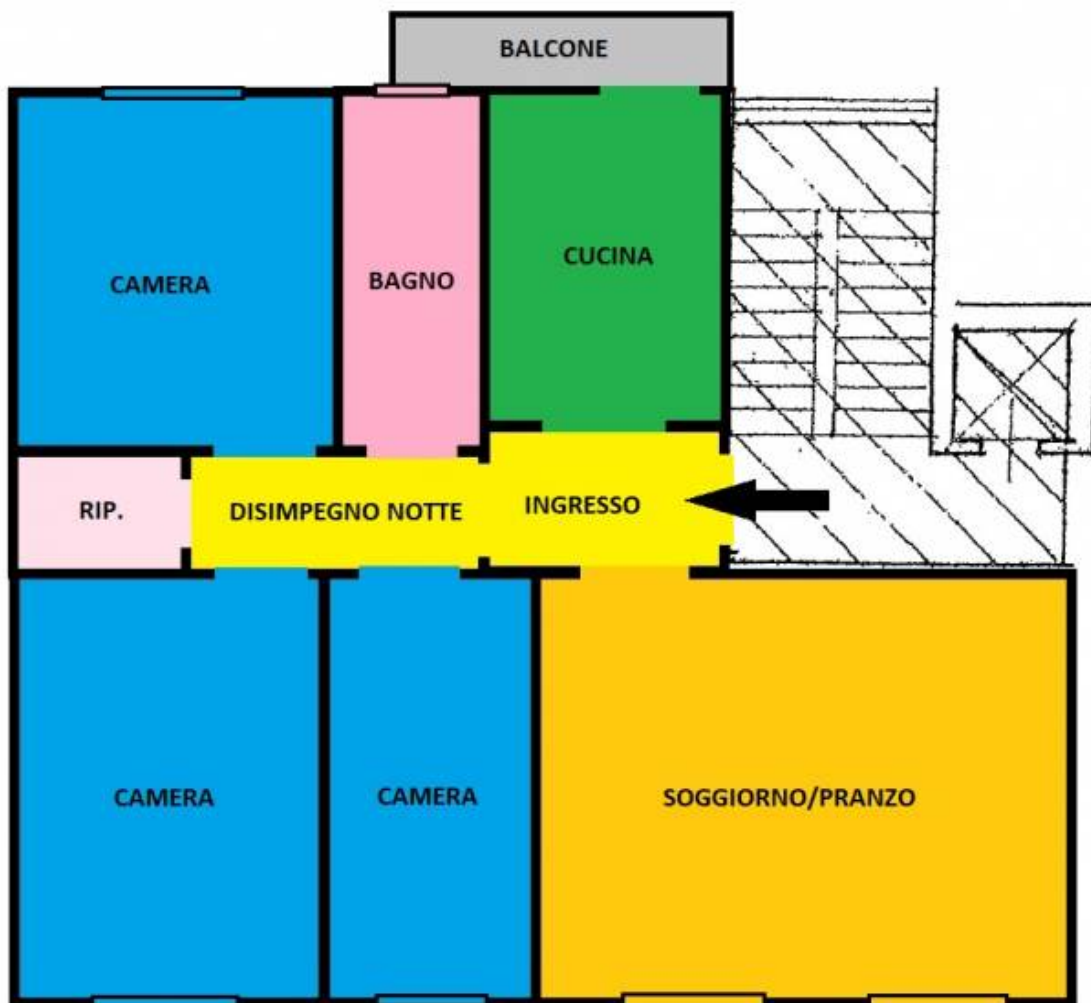 BALCONE
CAMERA
BAGNO
CUCINA
RIP.
DISIMPEGNO NOTTE
INGRESSO
CAMERA
CAMERA
SOGGIORNO/PRANZO